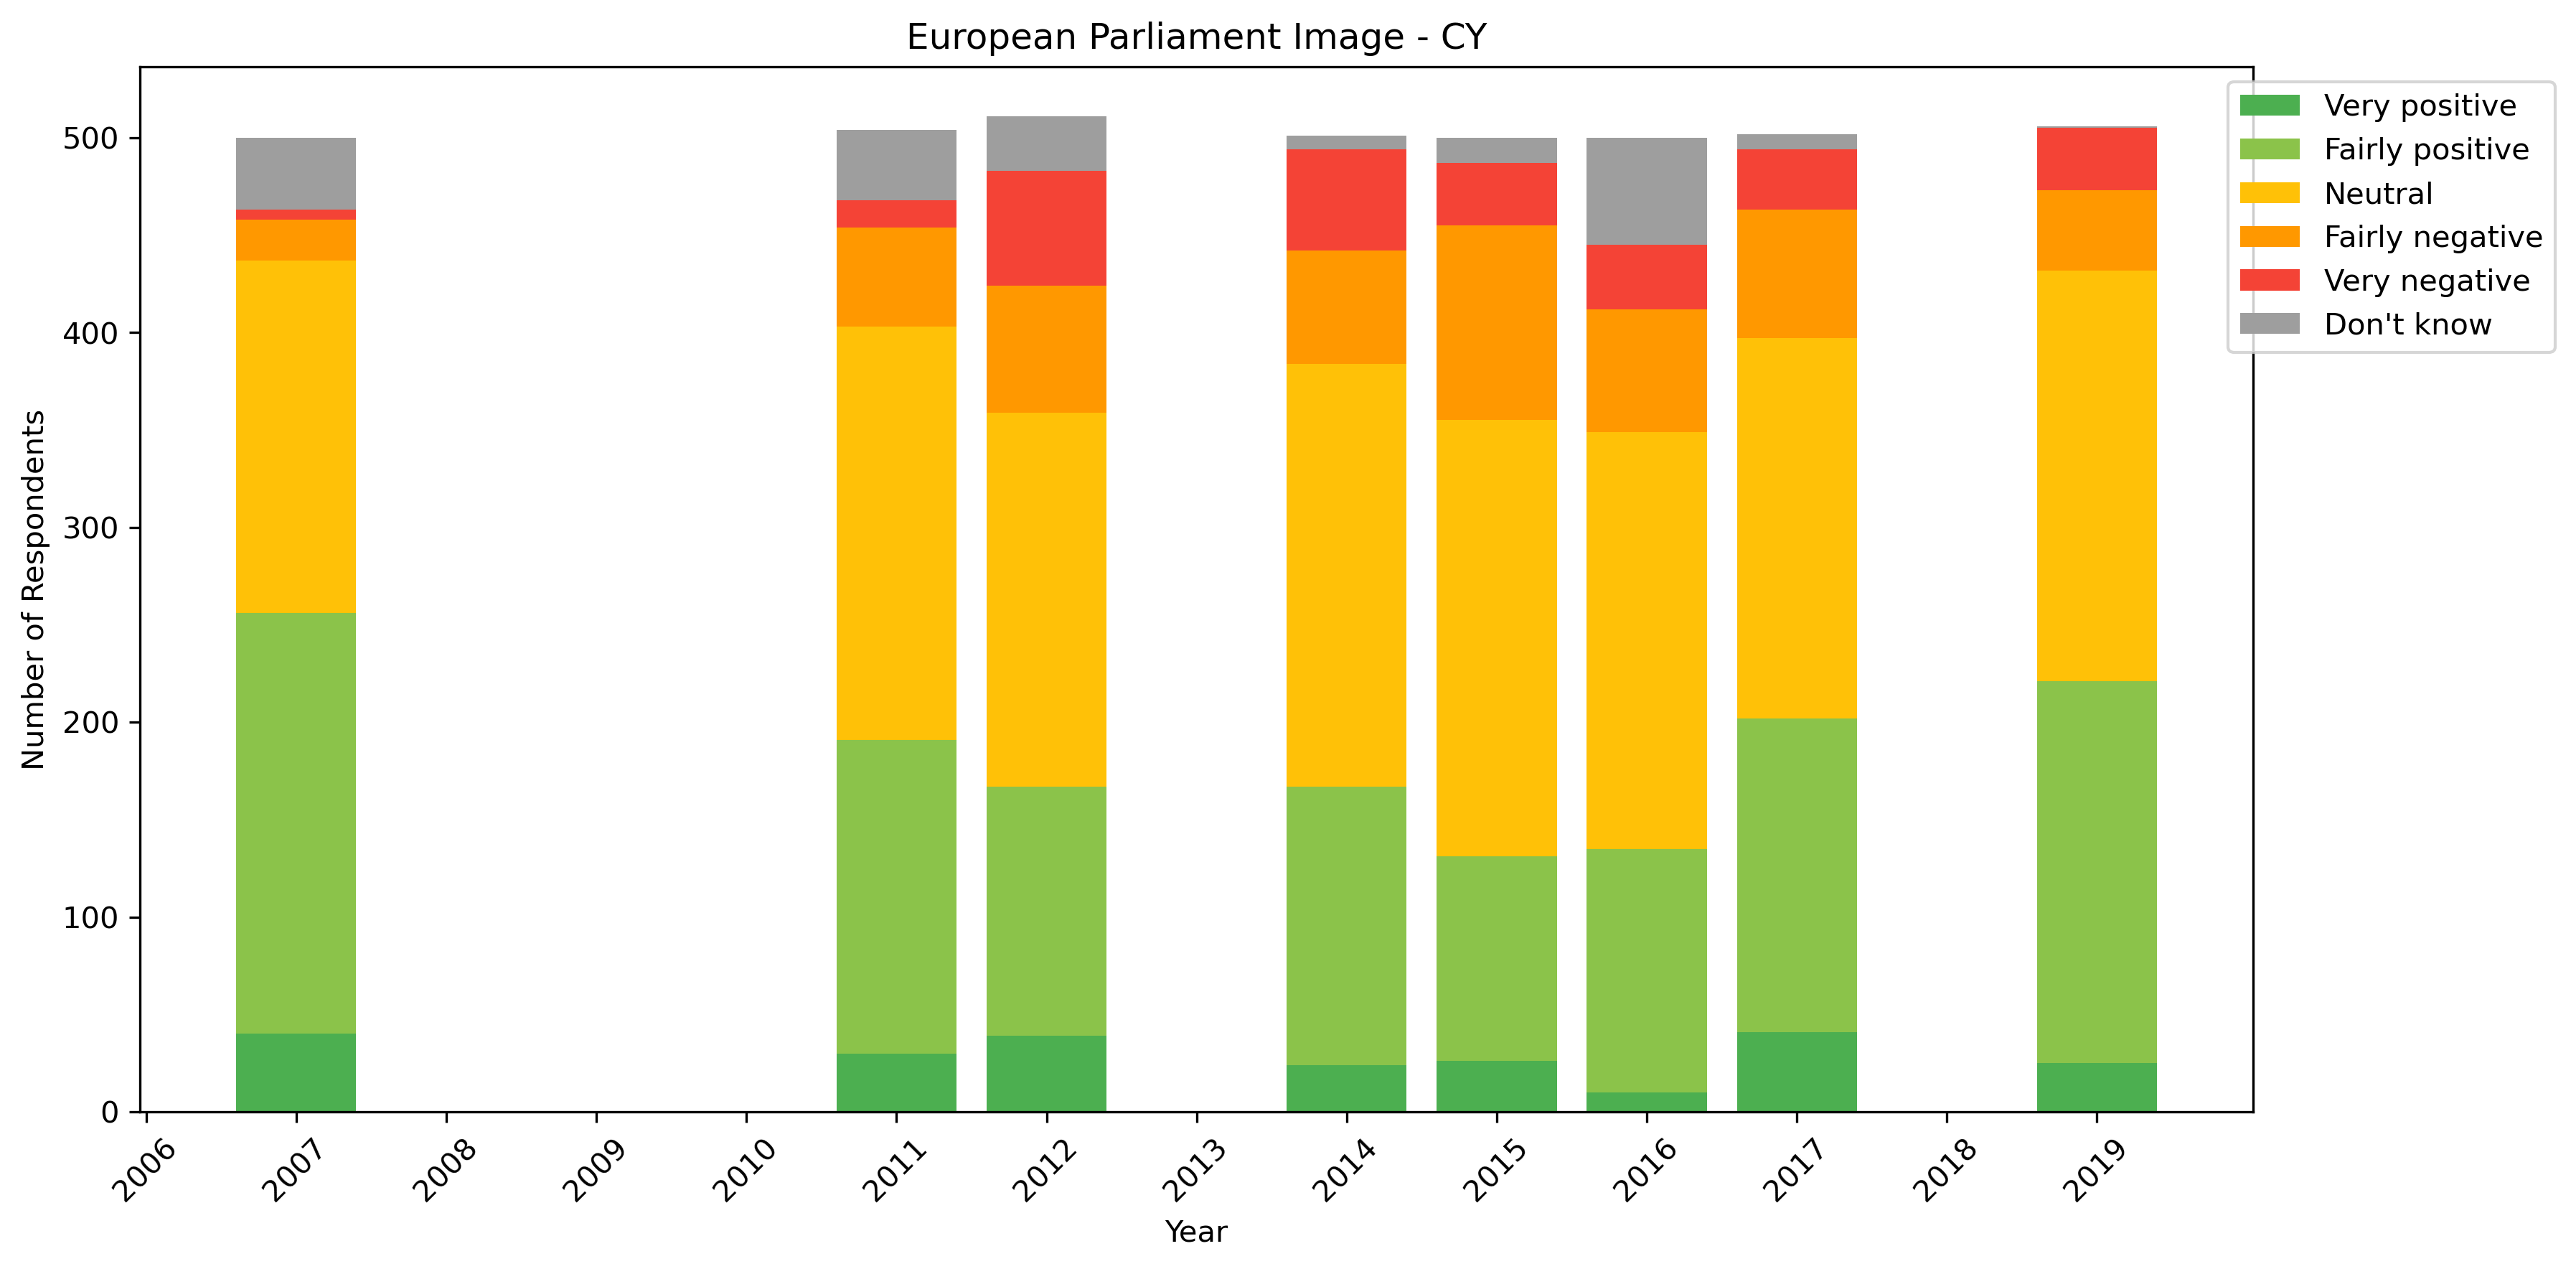 European Parliament Image - CY
Number of Respondents
500
400
300
200
100
0
2006
2007
2008
2009
2010
2011
2012
2013
2014
2015
2016
2017
2018
2019
Year
Very positive
Fairly positive
Neutral
Fairly negative
Very negative
Don't know